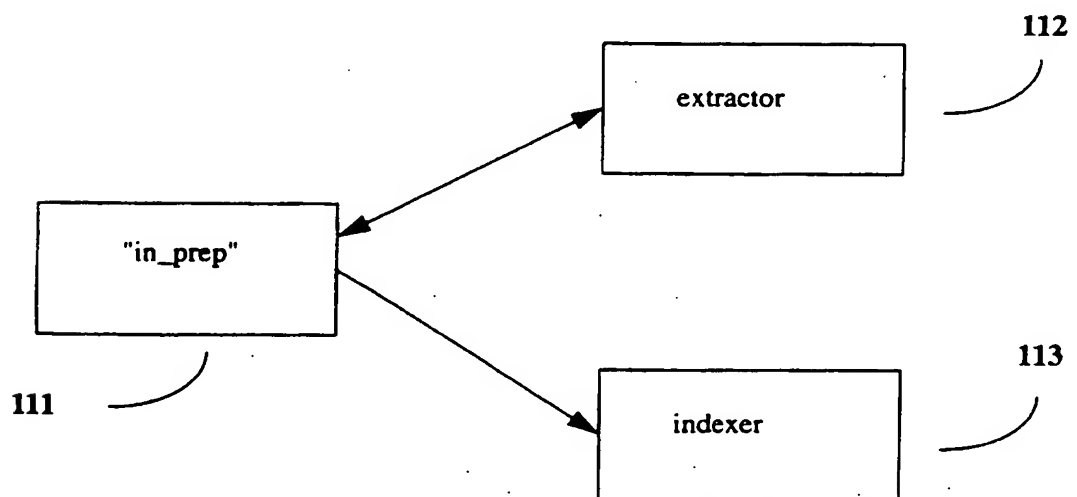 112
extractor
"in_prep"
113
111
indexer